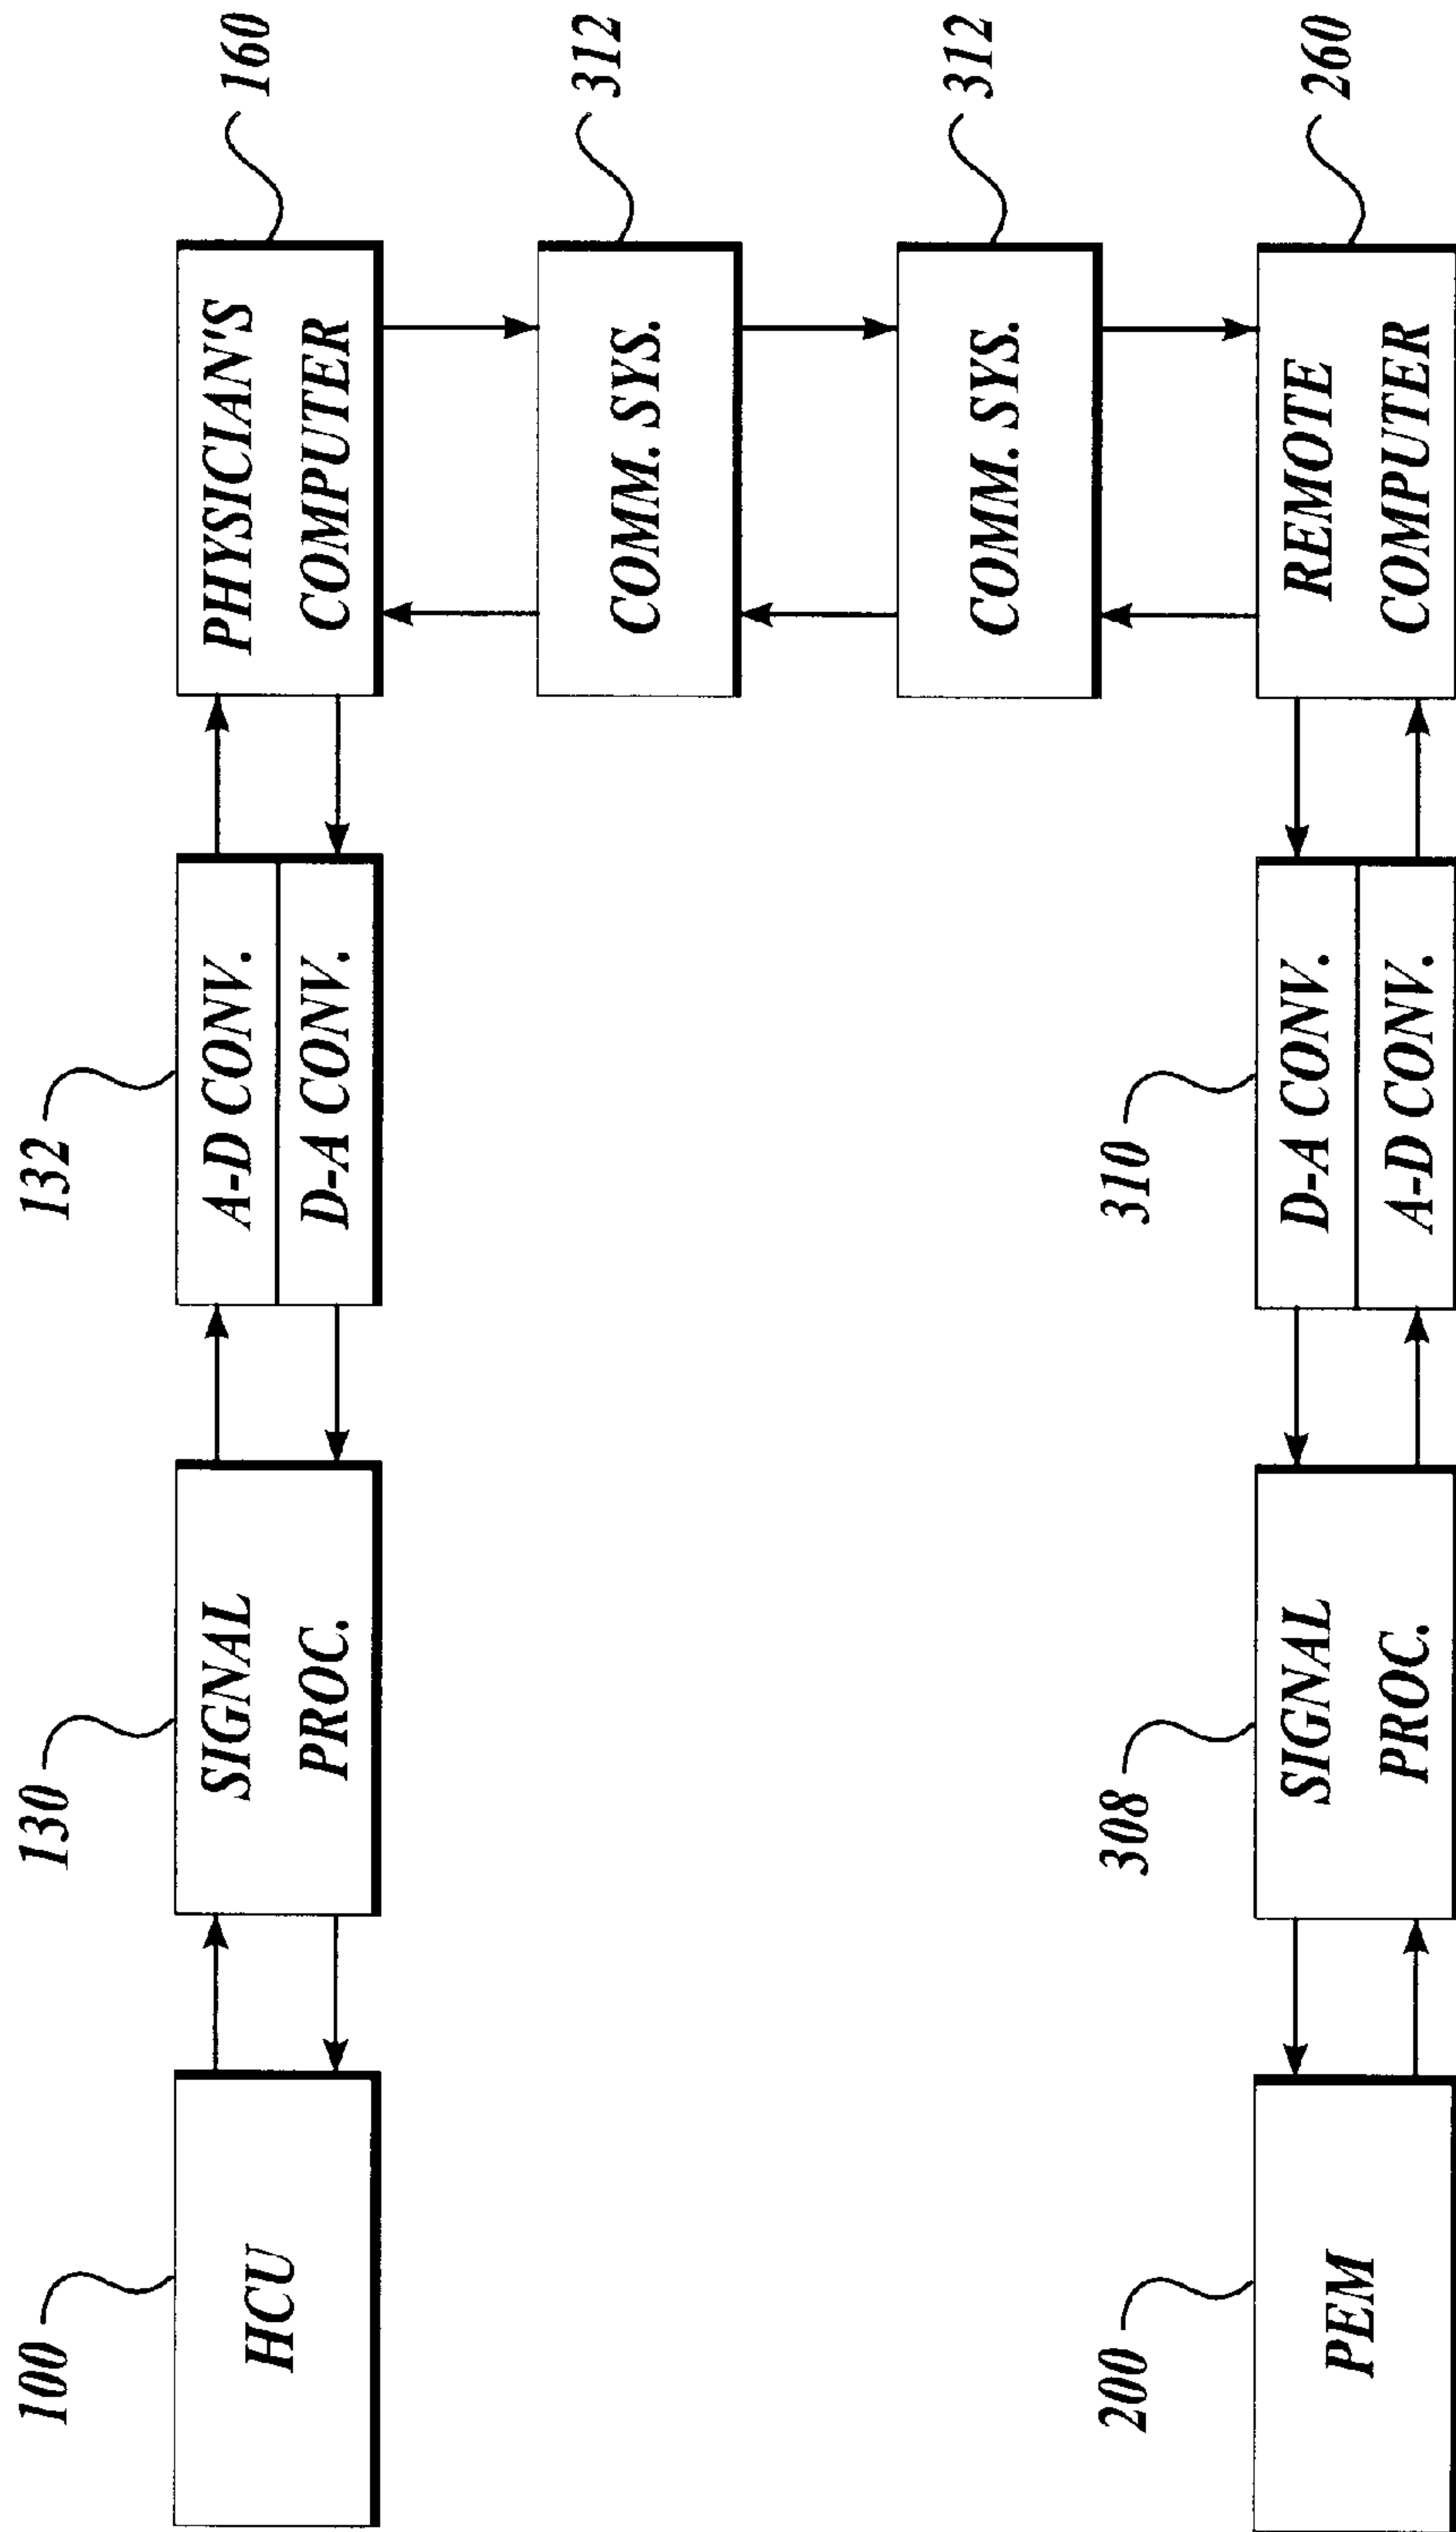 100
HCU
130
SIGNAL
PROC.
132
A-D CONV.
D-A CONV.
PHYSICIAN'S
COMPUTER
160
COMM. SYS.
312
COMM. SYS.
312
200
PEM
308
SIGNAL
PROC.
310
D-A CONV.
A-D CONV.
REMOTE
COMPUTER
260